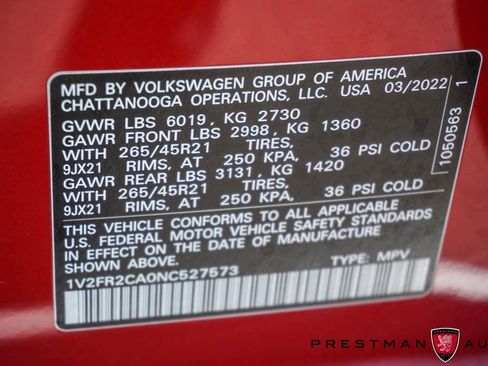 MFD BY VOLKSWAGEN GROUP OF AMERICA
CHATTANOOGA OPERATIONS, LLC. USA 03/2022
GVWR LBS 6019, KG 2730
GAWR FRONT LBS 2998, KG 1360
WITH 265/45R21 TIRES,
9JX21 RIMS, AT 250 KPA, 36 PSI COLD
GAWR REAR LBS 3131, KG 1420
WITH 265/45R21 TIRES,
9JX21 RIMS, AT 250 KPA, 36 PSI COLD
THIS VEHICLE CONFORMS TO ALL APPLICABLE
U.S. FEDERAL MOTOR VEHICLE SAFETY STANDARDS
IN EFFECT ON THE DATE OF MANUFACTURE
SHOWN ABOVE.
1V2FR2CA0NC527573 TYPE: MPV
1050563 1
PRESTMAN AU